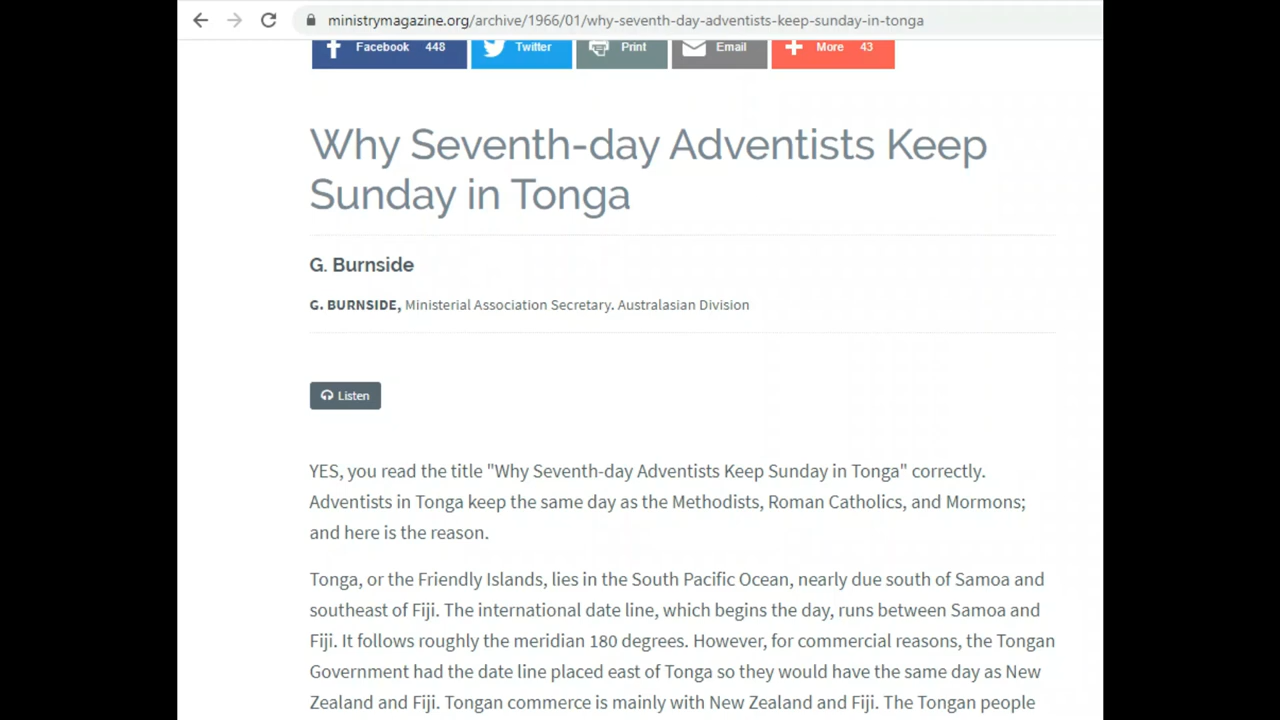 ministrymagazine.org/archive/1966/01/why-seventh-day-adventists-keep-sunday-in-tonga
Facebook 448 Twitter Print Email More 43
Why Seventh-day Adventists Keep
Sunday in Tonga
G. Burnside
G. BURNSIDE, Ministerial Association Secretary. Australasian Division
Listen
YES, you read the title "Why Seventh-day Adventists Keep Sunday in Tonga" correctly.
Adventists in Tonga keep the same day as the Methodists, Roman Catholics, and Mormons;
and here is the reason.
Tonga, or the Friendly Islands, lies in the South Pacific Ocean, nearly due south of Samoa and
southeast of Fiji. The international date line, which begins the day, runs between Samoa and
Fiji. It follows roughly the meridian 180 degrees. However, for commercial reasons, the Tongan
Government had the date line placed east of Tonga so they would have the same day as New
Zealand and Fiji. Tongan commerce is mainly with New Zealand and Fiji. The Tongan people